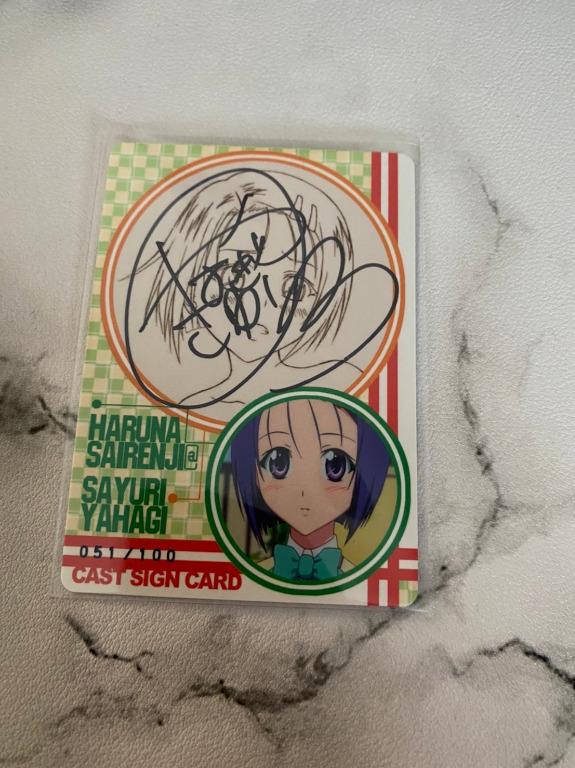 HARUNA
SAIRENJI@
SAYURI
YAHAGI
051/100
CAST SIGN CARD